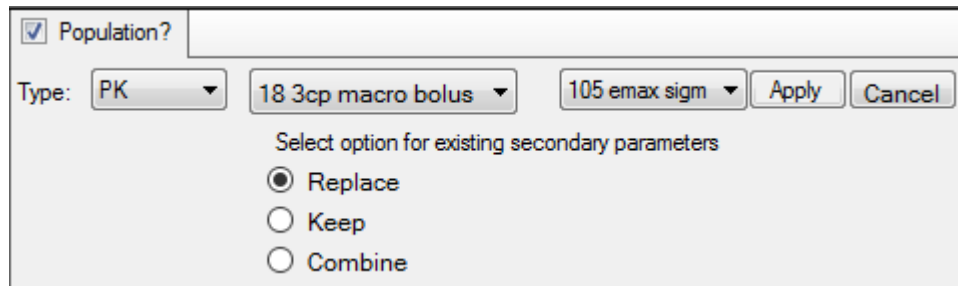 Population?
Type: PK 18 3cp macro bolus 105 emax sigm Apply Cancel
Select option for existing secondary parameters
Replace
Keep
Combine